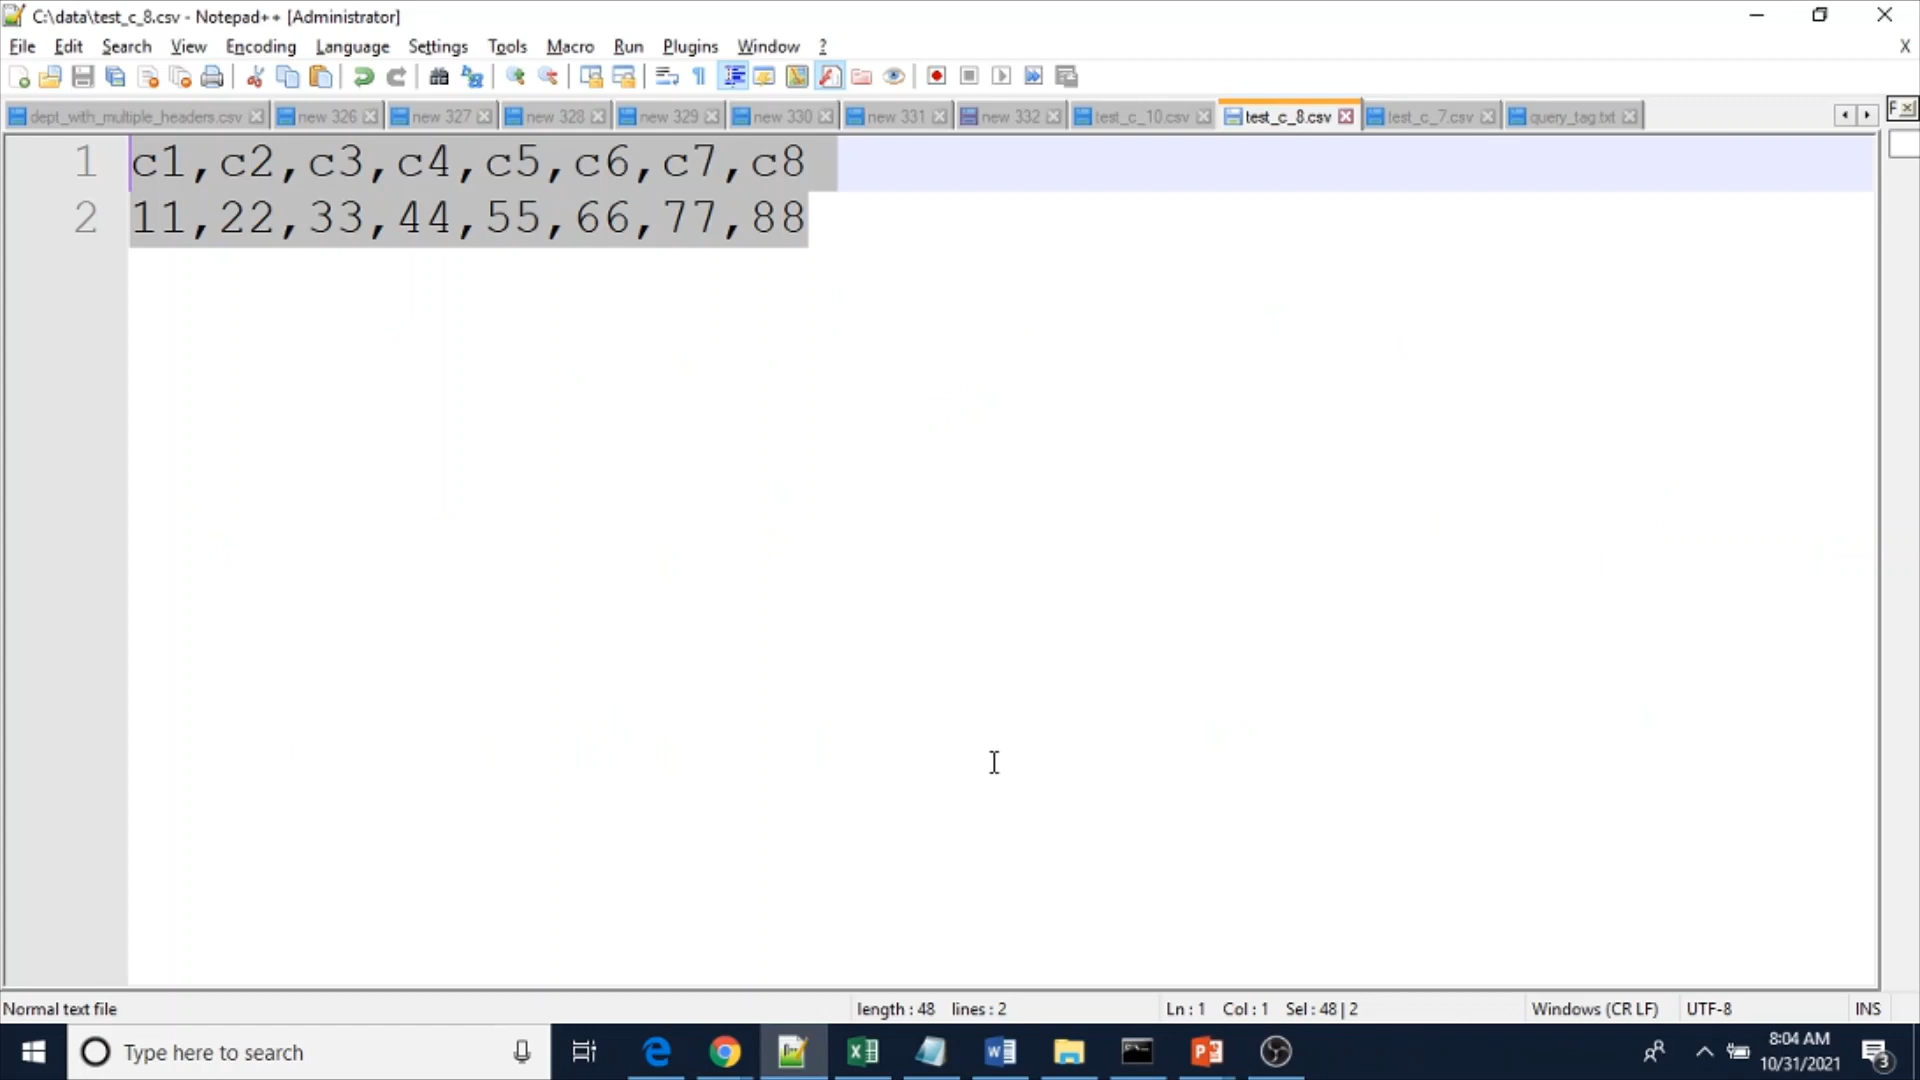 C:\data\test_c_8.csv - Notepad++ [Administrator]
File Edit Search View Encoding Language Settings Tools Macro Run Plugins Window ? X
dept_with_multiple_headers.csv new 326 new 327 new 328 new 329 new 330 new 331 new 332 test_c_10.csv test_c_8.csv test_c_7.csv query_tag.txt F
1 c1,c2,c3,c4,c5,c6,c7,c8
2 11,22,33,44,55,66,77,88
Normal text file length : 48 lines : 2 Ln : 1 Col : 1 Sel : 48 | 2 Windows (CR LF) UTF-8 INS
Type here to search
8:04 AM
10/31/2021
3